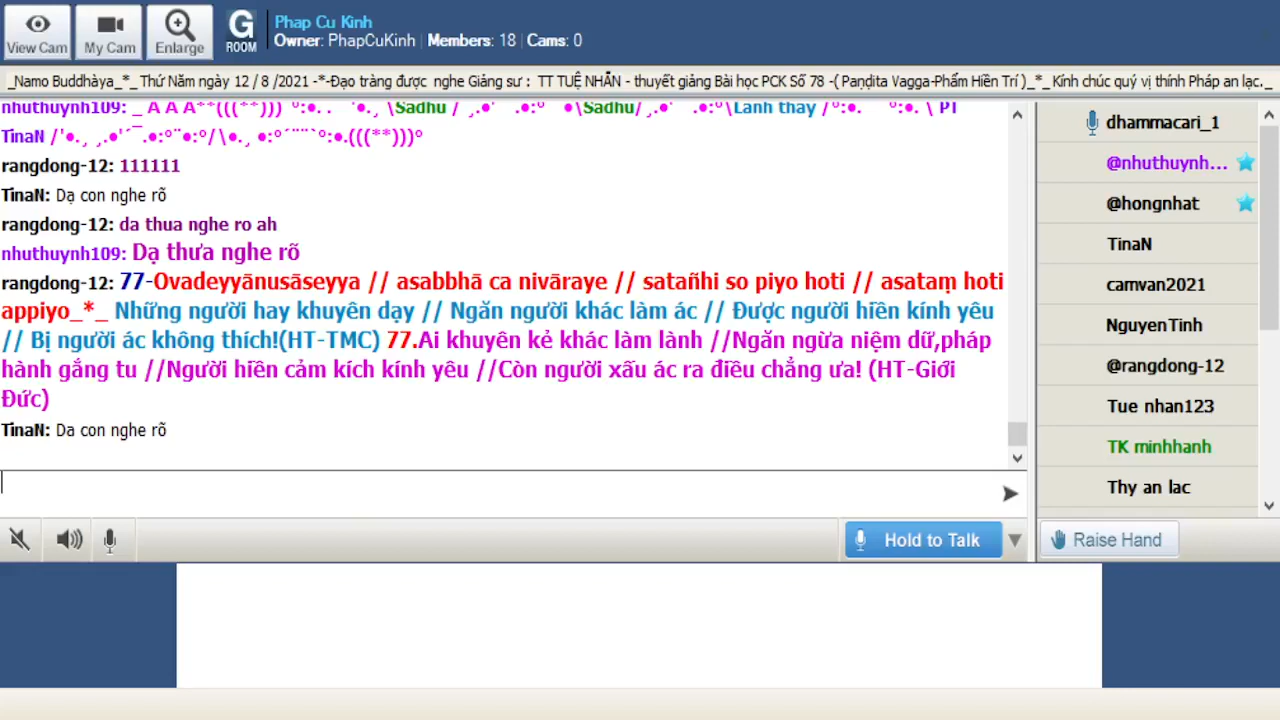 View Cam
My Cam
Enlarge
G
ROOM
Phap Cu Kinh
Owner: PhapCuKinh | Members: 18 | Cams: 0
_Namo Buddhàya_*_ Thứ Năm ngày 12 / 8 /2021 -*-Đạo tràng được nghe Giảng sư : TT TUỆ NHẪN - thuyết giảng Bài học PCK Số 78 -( Paṇḍita Vagga-Phẩm Hiền Trí )_*_ Kính chúc quý vị thính Pháp an lạc._
nhuthuynh109: _ Â Â Â**(((**))) °:●. . '●.¸ \Sadhu / ¸.●' .●:° ●\Sadhu/¸.●' .●:°\Lành thay /°:●. °:●. \ PT
TinaN /'●.¸ ¸.●'´¯.●:°¨●:°/ \●.¸ ●:°´¨¨`°:●.(((**)))°
rangdong-12: 111111
TinaN: Dạ con nghe rõ
rangdong-12: da thua nghe ro ah
nhuthuynh109: Dạ thưa nghe rõ
rangdong-12: 77-Ovadeyyānusāseyya // asabbhā ca nivāraye // satañhi so piyo hoti // asataṃ hoti
appiyo_*_ Những người hay khuyên dạy // Ngăn người khác làm ác // Được người hiền kính yêu
// Bị người ác không thích!(HT-TMC) 77.Ai khuyên kẻ khác làm lành //Ngăn ngừa niệm dữ,pháp
hành gắng tu //Người hiền cảm kích kính yêu //Còn người xấu ác ra điều chẳng ưa! (HT-Giới
Đức)
TinaN: Da con nghe rõ
Hold to Talk
dhammacari_1
@nhuthuynh...
@hongnhat
TinaN
camvan2021
NguyenTinh
@rangdong-12
Tue nhan123
TK minhhanh
Thy an lac
Raise Hand